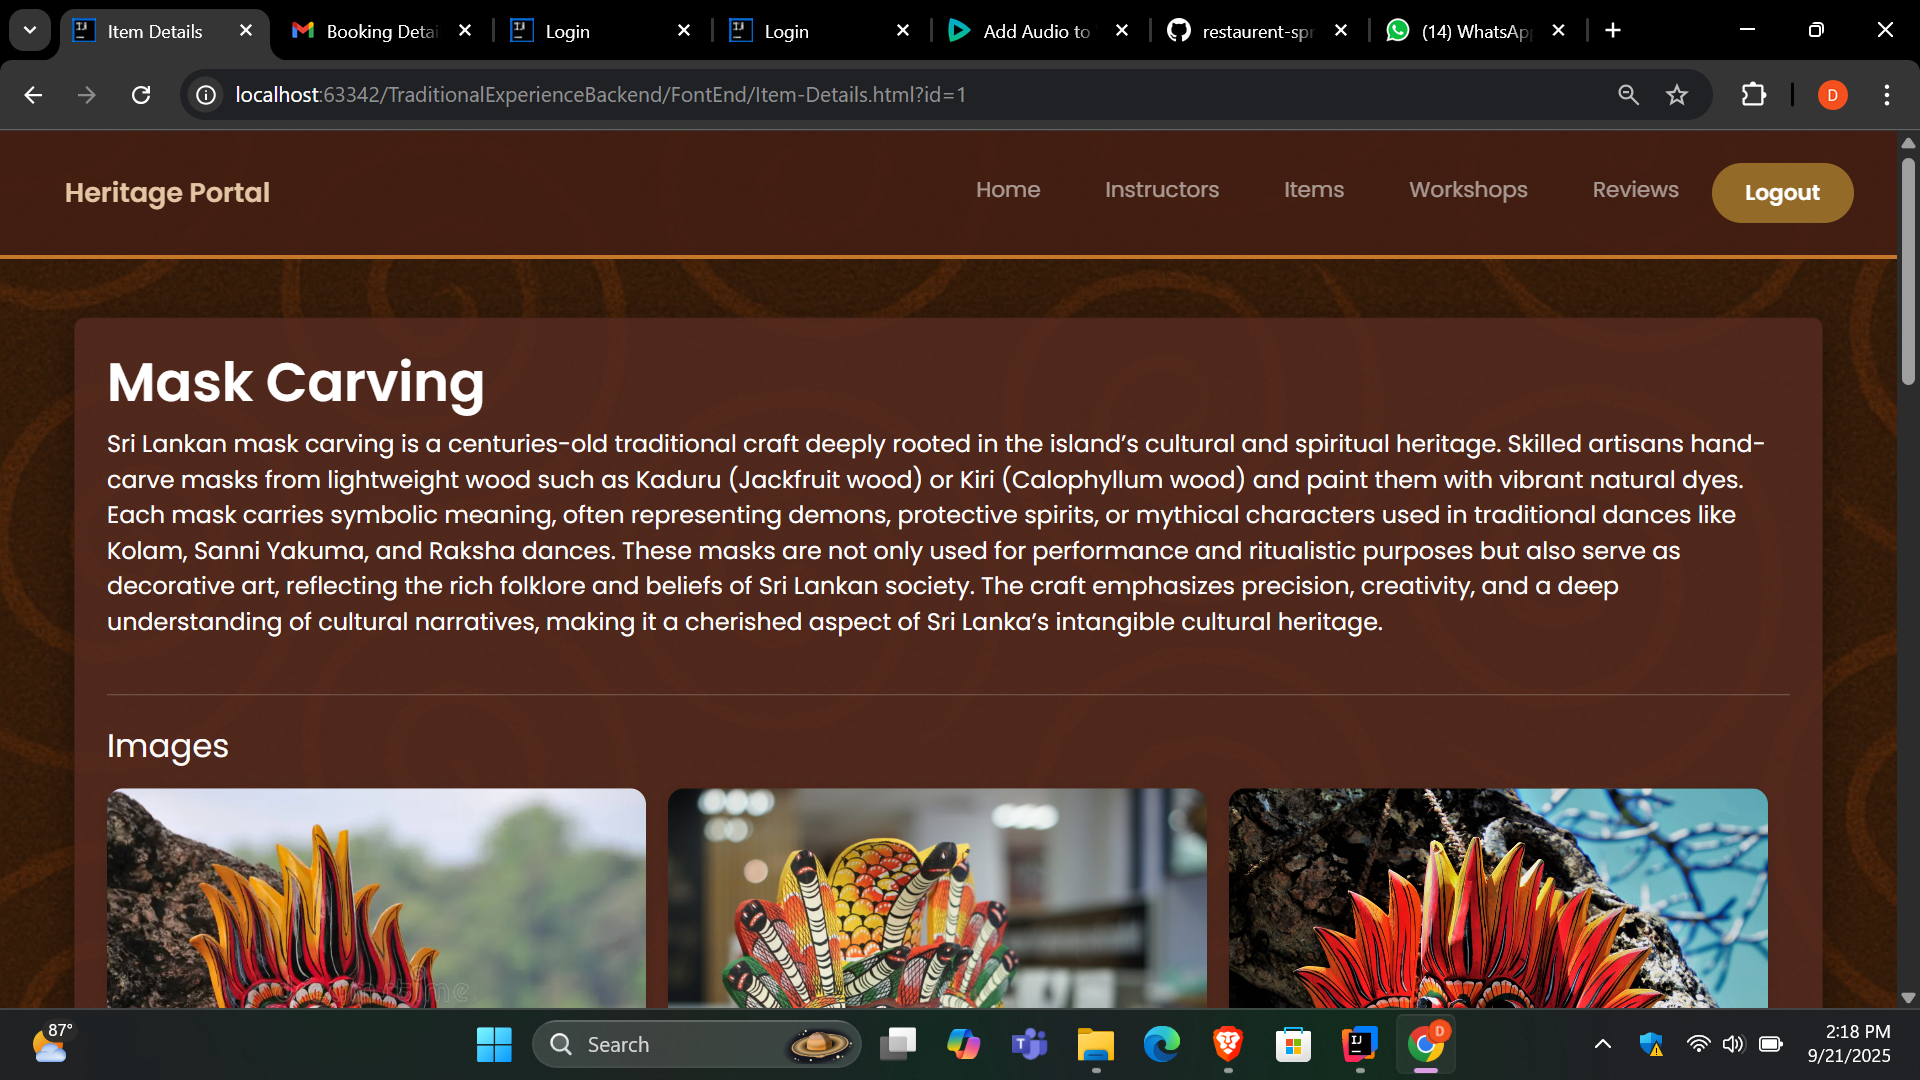 Item Details
Booking Detai
Login
Login
Add Audio to
restaurent-spr
(14) WhatsApp
localhost:63342/TraditionalExperienceBackend/FontEnd/Item-Details.html?id=1
D
Heritage Portal
Home
Instructors
Items
Workshops
Reviews
Logout
Mask Carving
Sri Lankan mask carving is a centuries-old traditional craft deeply rooted in the island’s cultural and spiritual heritage. Skilled artisans hand-
carve masks from lightweight wood such as Kaduru (Jackfruit wood) or Kiri (Calophyllum wood) and paint them with vibrant natural dyes.
Each mask carries symbolic meaning, often representing demons, protective spirits, or mythical characters used in traditional dances like
Kolam, Sanni Yakuma, and Raksha dances. These masks are not only used for performance and ritualistic purposes but also serve as
decorative art, reflecting the rich folklore and beliefs of Sri Lankan society. The craft emphasizes precision, creativity, and a deep
understanding of cultural narratives, making it a cherished aspect of Sri Lanka’s intangible cultural heritage.
Images
87°
Search
D
2:18 PM
9/21/2025